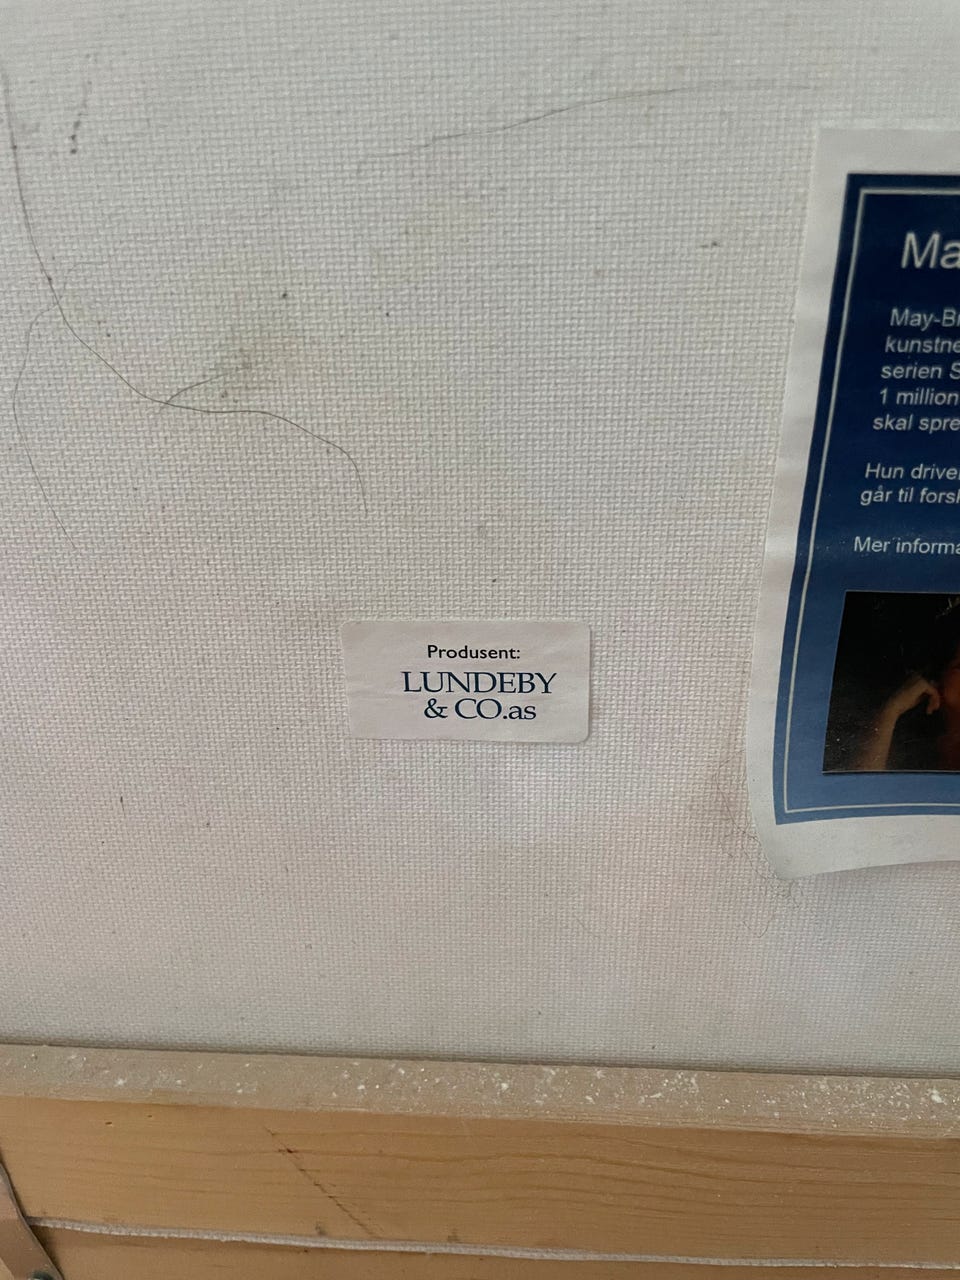 Produsent:
LUNDEBY
& CO.as
Ma
May-Br
kunstne
serien S
1 million
skal spre
Hun driver
går til forsk
Mer informa